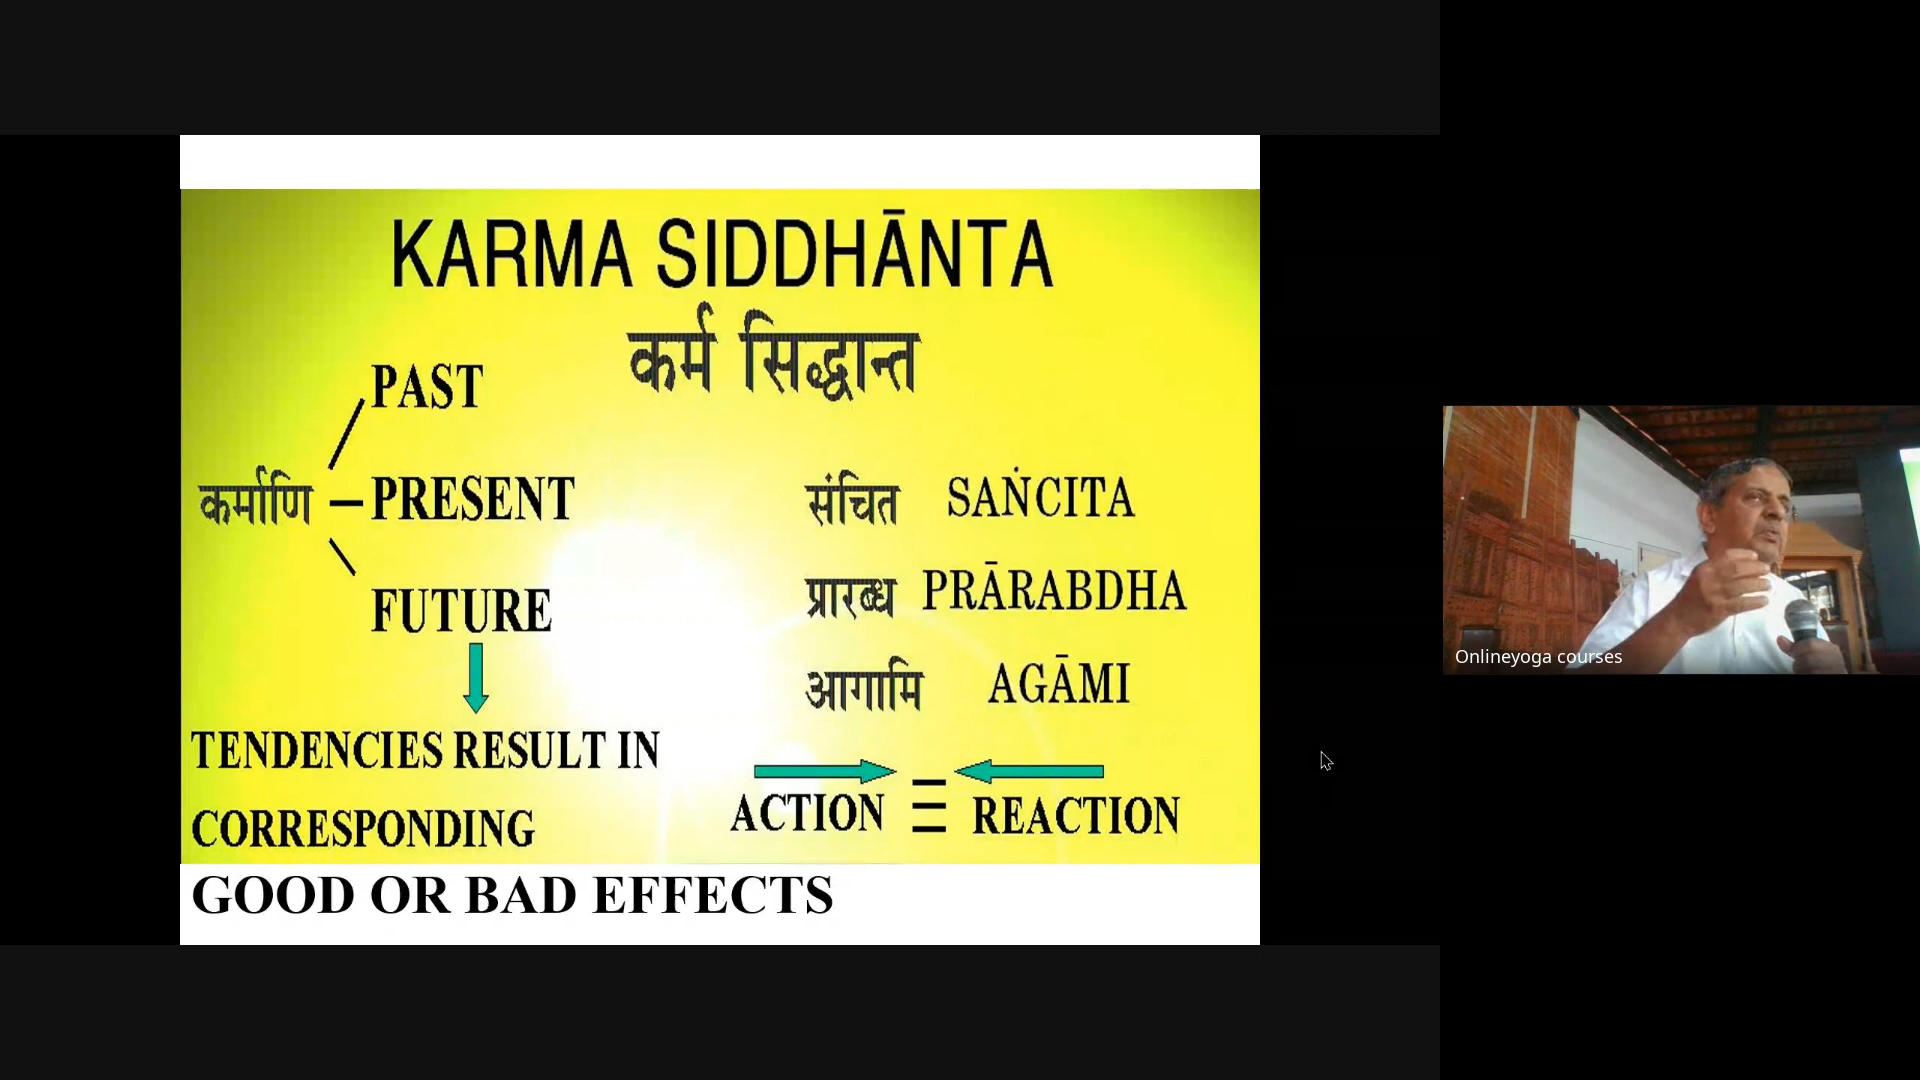 KARMA SIDDHĀNTA
कर्म सिद्धान्त
PAST
कर्माणि
PRESENT
FUTURE
संचित SAṄCITA
प्रारब्ध PRĀRABDHA
आगामि AGĀMI
TENDENCIES RESULT IN
CORRESPONDING
GOOD OR BAD EFFECTS
ACTION ≡ REACTION
Onlineyoga courses